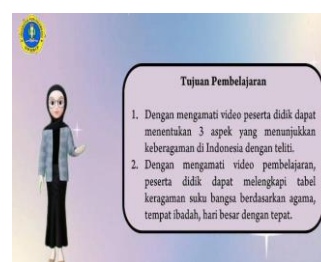 Tujuan Pembelajaran
1. Dengan mengamati video peserta didik dapat
menentukan 3 aspek yang menunjukkan
keberagaman di Indonesia dengan teliti.
2. Dengan mengamati video pembelajaran,
peserta didik dapat melengkapi tabel
keragaman suku bangsa berdasarkan agama,
tempat ibadah, hari besar dengan tepat.